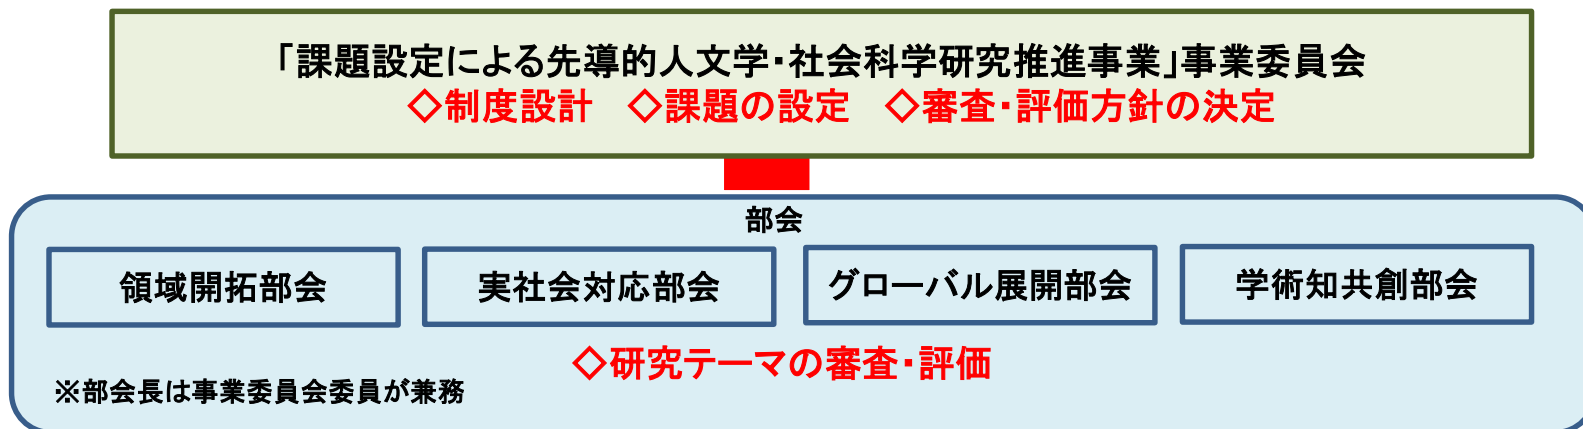 「課題設定による先導的人文学・社会科学研究推進事業」事業委員会
◇制度設計　◇課題の設定　◇審査・評価方針の決定
部会
領域開拓部会
実社会対応部会
グローバル展開部会
学術知共創部会
◇研究テーマの審査・評価
※部会長は事業委員会委員が兼務